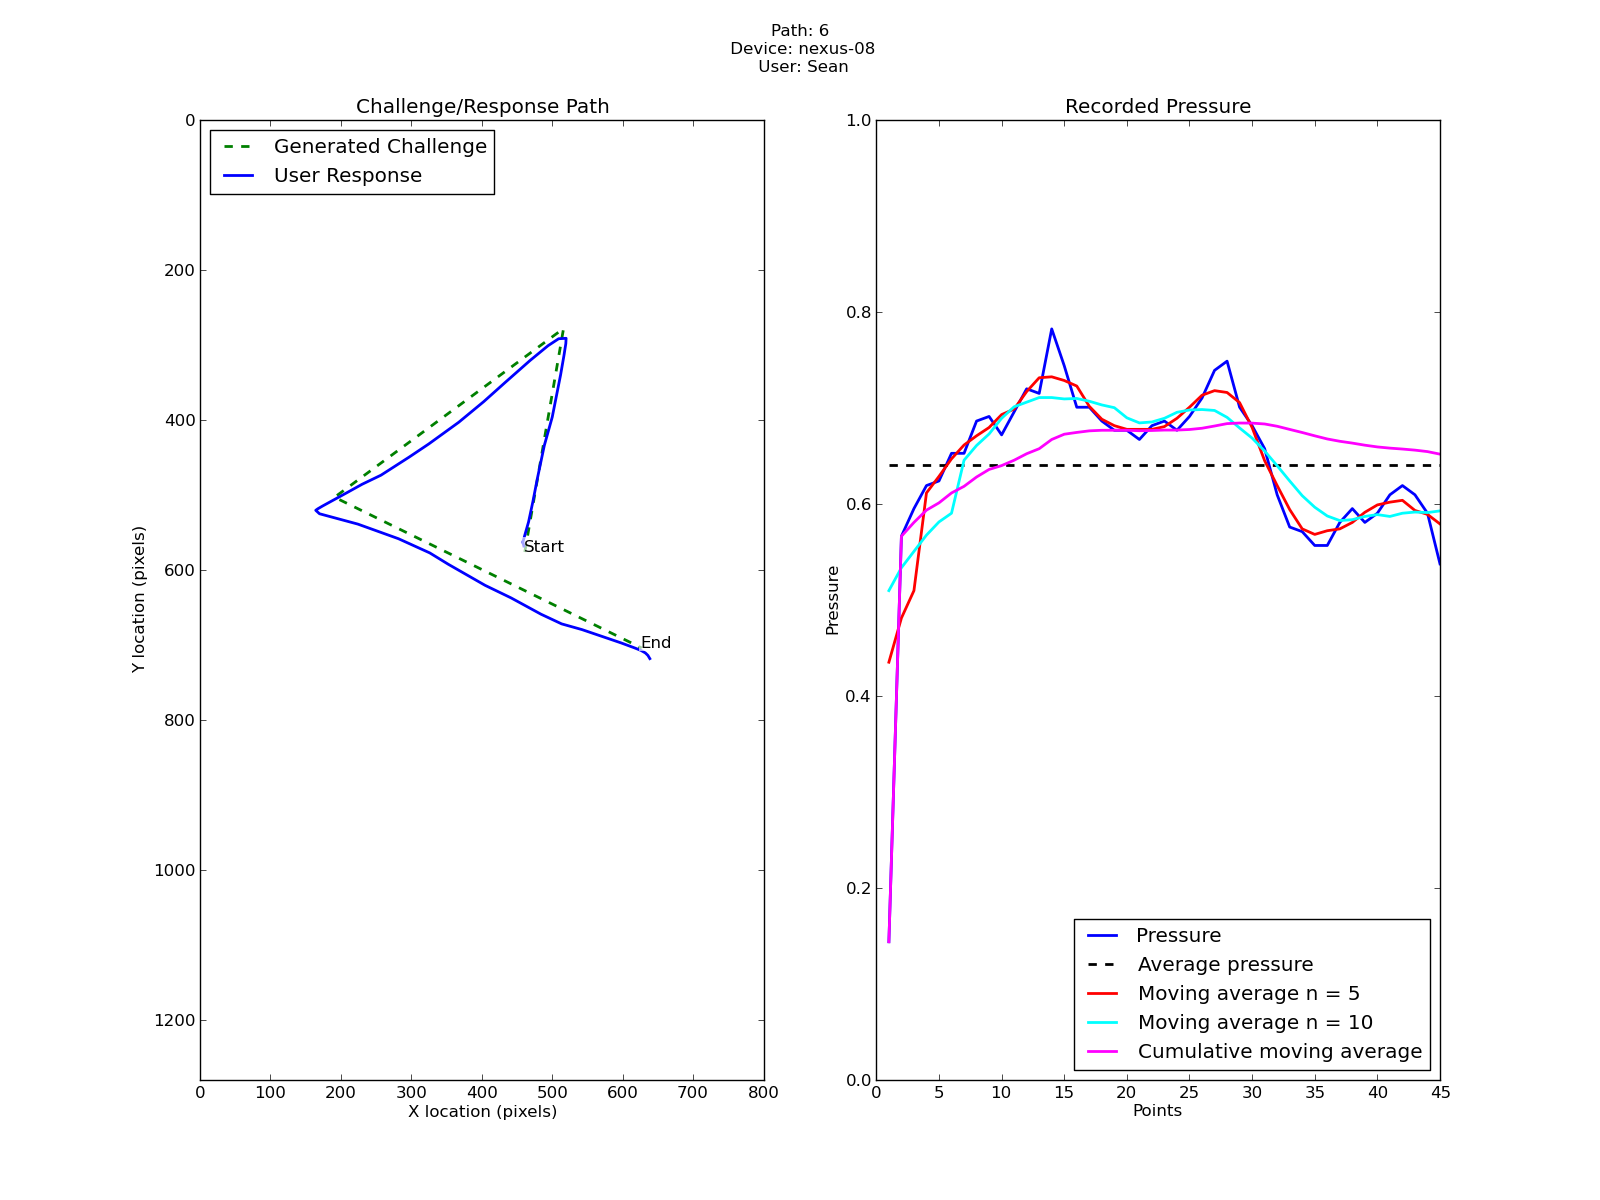 Path: 6
Device: nexus-08
User: Sean
Challenge/Response Path
Generated Challenge
User Response
0
200
400
600
800
1000
1200
Y location (pixels)
Start
End
0 100 200 300 400 500 600 700 800
X location (pixels)
Recorded Pressure
1.0
0.8
0.6
0.4
0.2
0.0
Pressure
Pressure
Average pressure
Moving average n = 5
Moving average n = 10
Cumulative moving average
0 5 10 15 20 25 30 35 40 45
Points